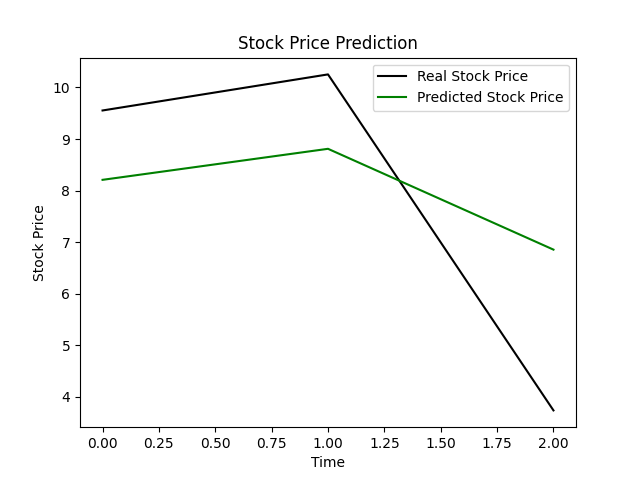 Stock Price Prediction
Real Stock Price
Predicted Stock Price
Stock Price
10
9
8
7
6
5
4
0.00 0.25 0.50 0.75 1.00 1.25 1.50 1.75 2.00
Time